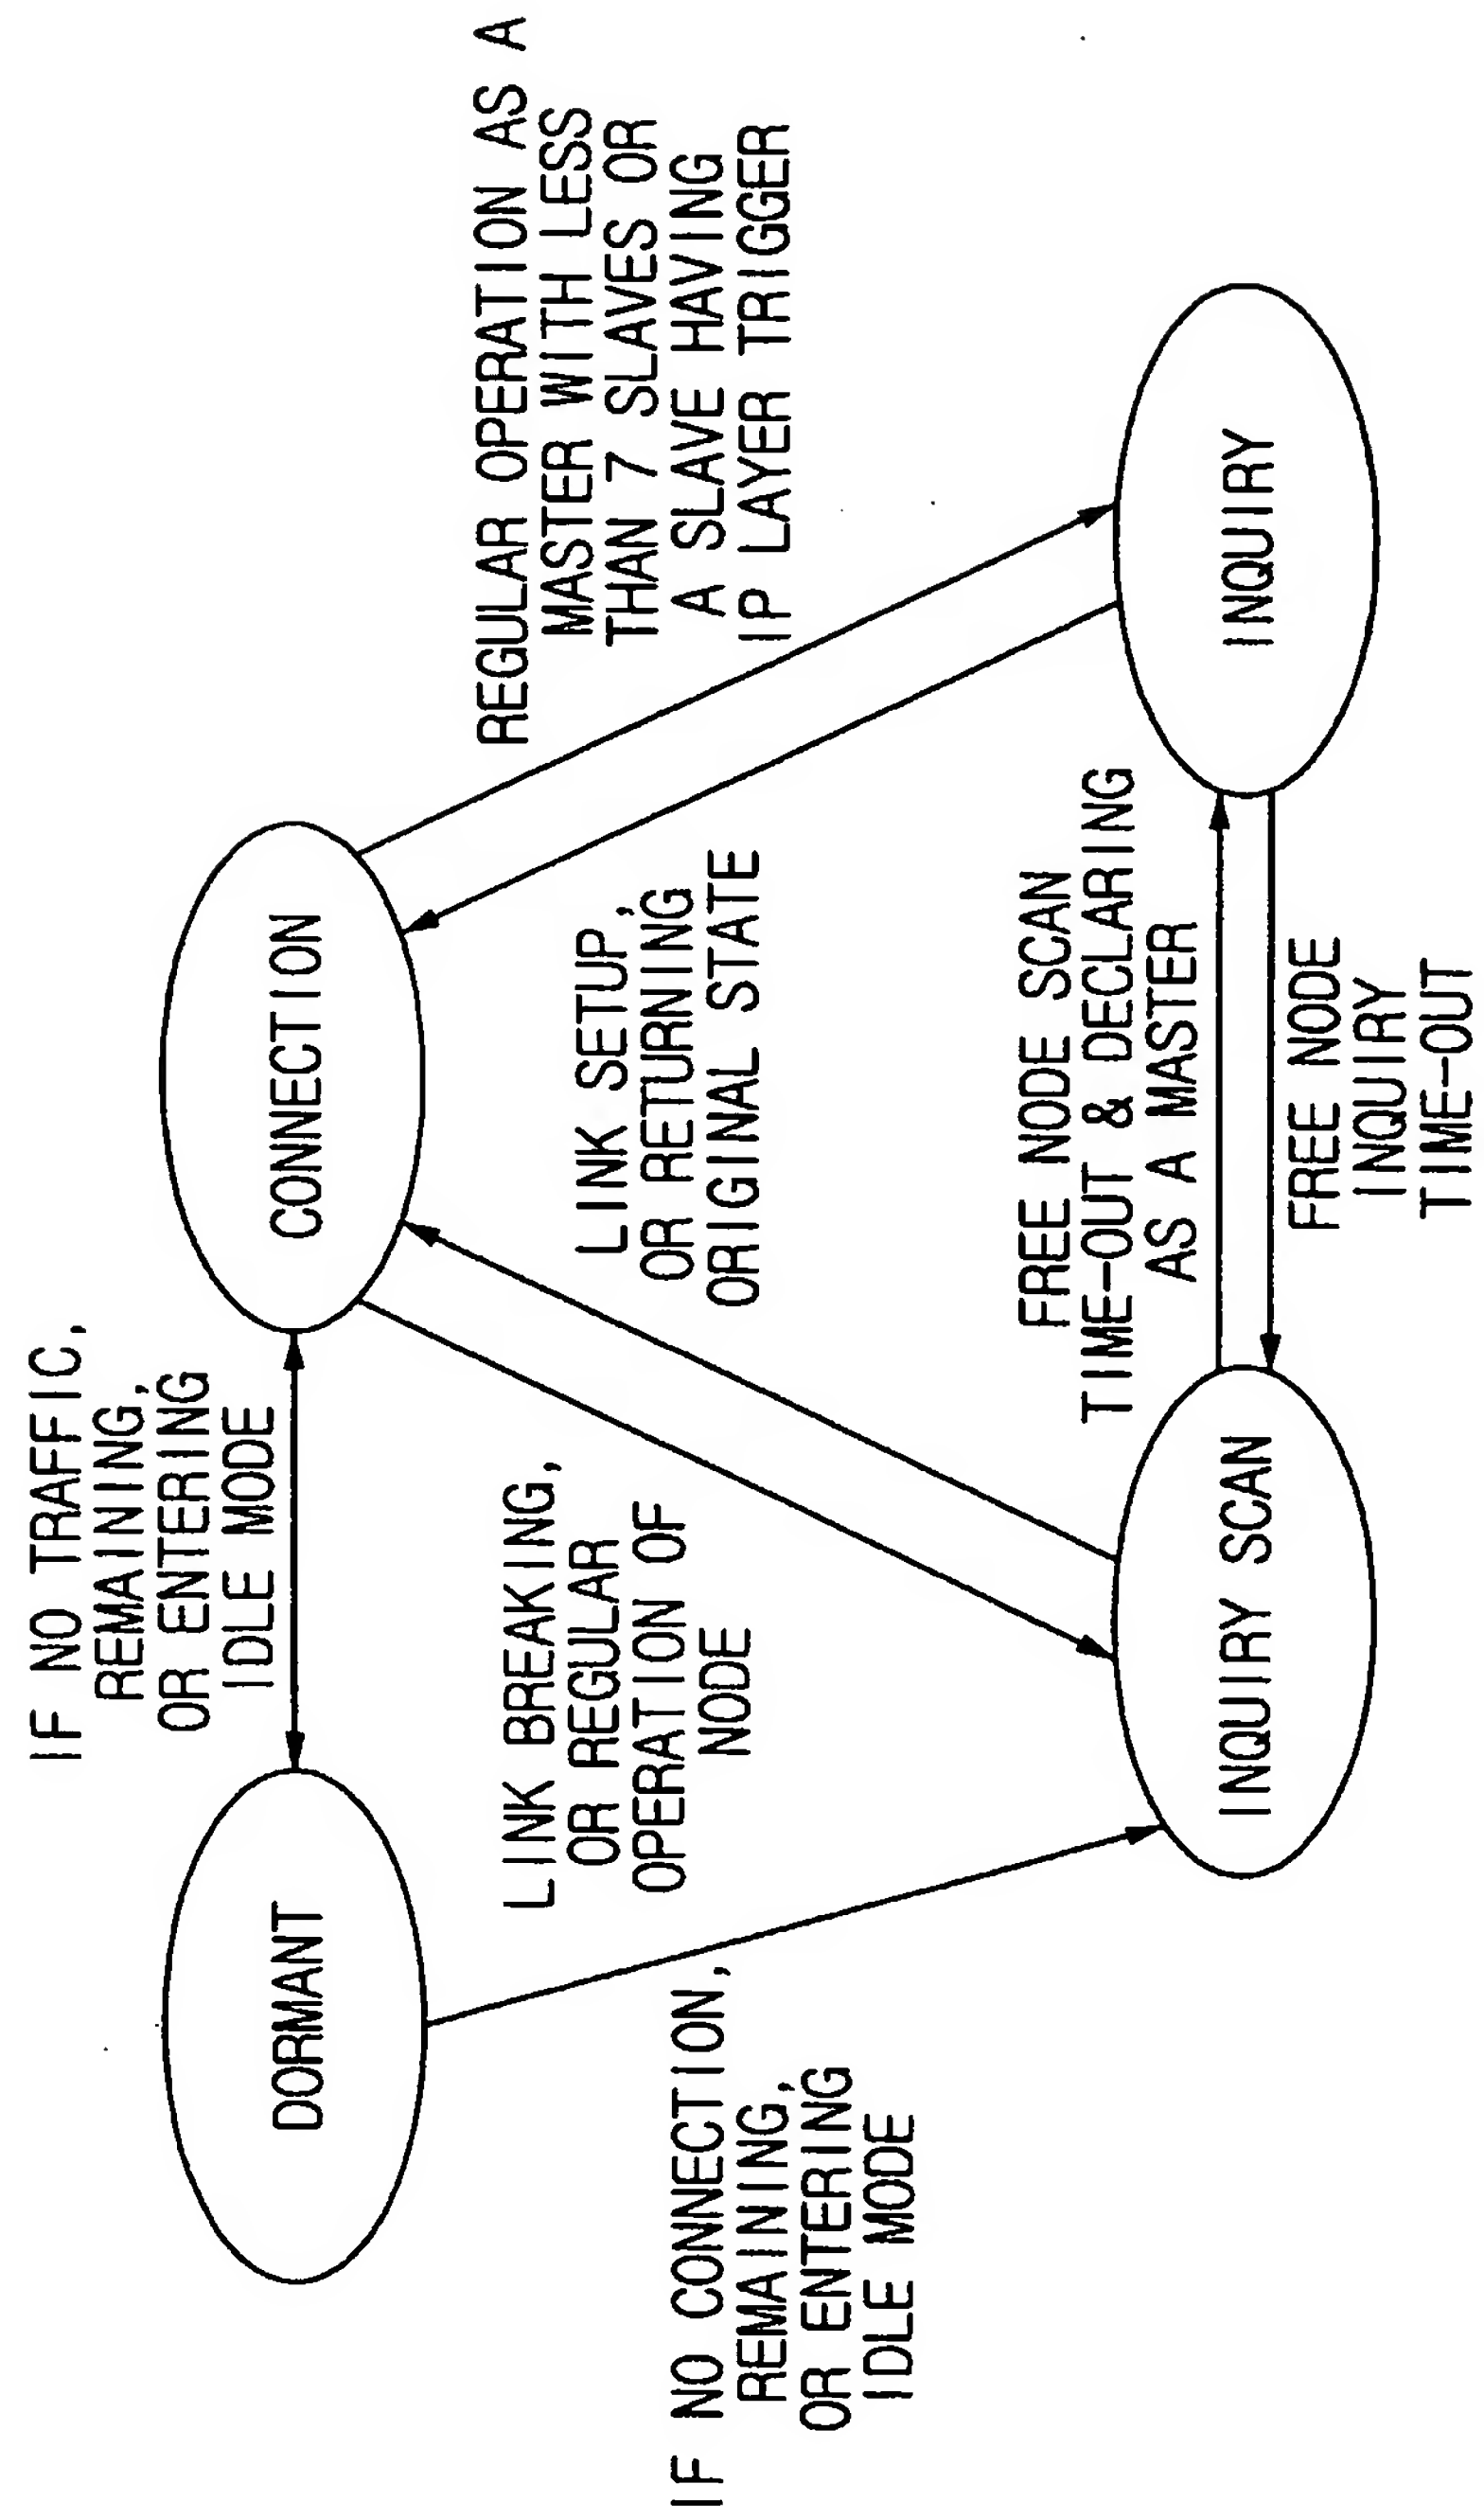 IF NO TRAFFIC,
REMAINING,
OR ENTERING
IDLE MODE
DORMANT
CONNECTION
REGULAR OPERATION AS A
MASTER WITH LESS
THAN 7 SLAVES OR
A SLAVE HAVING
IP LAYER TRIGGER
LINK BREAKING,
OR REGULAR
OPERATION OF
NODE
LINK SETUP,
OR RETURNING
ORIGINAL STATE
IF NO CONNECTION,
REMAINING,
OR ENTERING
IDLE MODE
FREE NODE SCAN
TIME-OUT & DECLARING
AS A MASTER
INQUIRY SCAN
INQUIRY
FREE NODE
INQUIRY
TIME-OUT